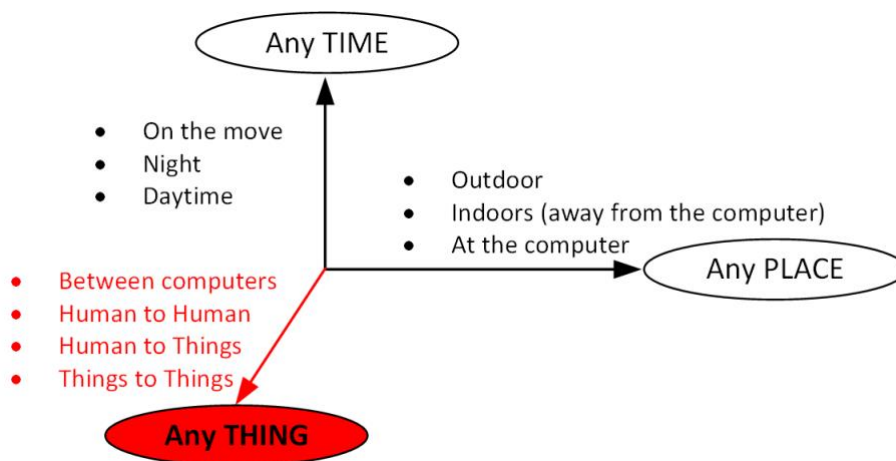 Any TIME
• On the move
• Night
• Daytime
• Outdoor
• Indoors (away from the computer)
• At the computer
Any PLACE
• Between computers
• Human to Human
• Human to Things
• Things to Things
Any THING